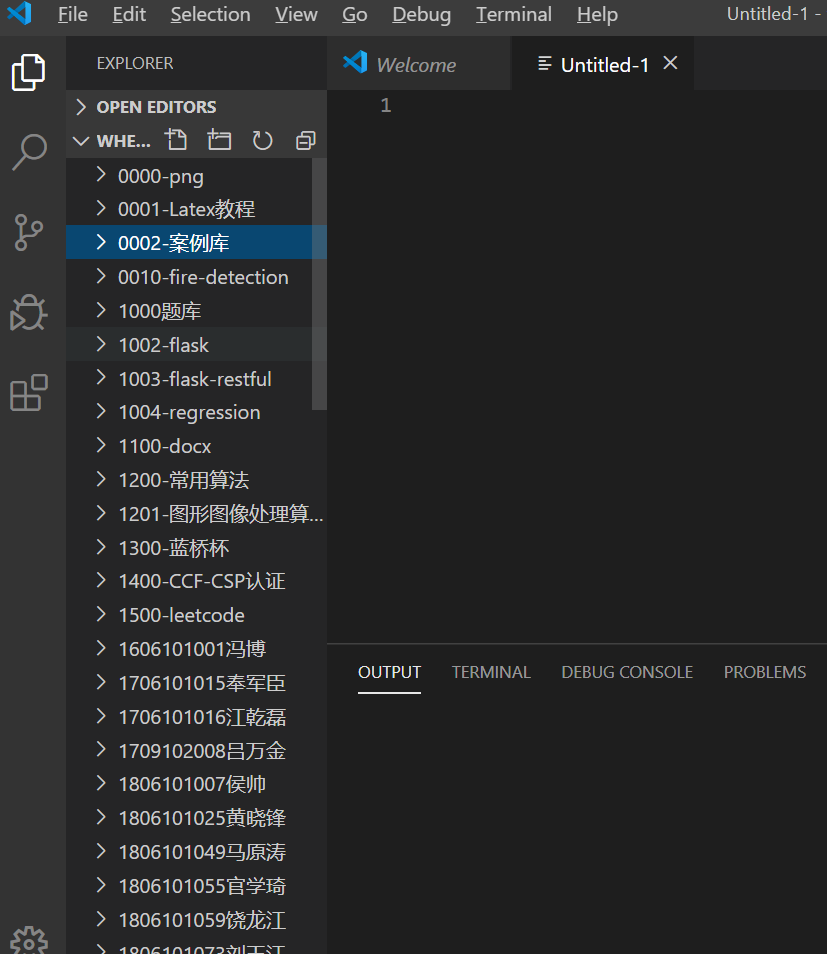 File Edit Selection View Go Debug Terminal Help Untitled-1 -
EXPLORER
Welcome
Untitled-1
OPEN EDITORS
WHE...
0000-png
0001-Latex教程
0002-案例库
0010-fire-detection
1000题库
1002-flask
1003-flask-restful
1004-regression
1100-docx
1200-常用算法
1201-图形图像处理算...
1300-蓝桥杯
1400-CCF-CSP认证
1500-leetcode
1606101001冯博
1706101015奉军臣
1706101016江乾磊
1709102008吕万金
1806101007侯帅
1806101025黄晓锋
1806101049马原涛
1806101055官学琦
1806101059饶龙江
1
OUTPUT TERMINAL DEBUG CONSOLE PROBLEMS